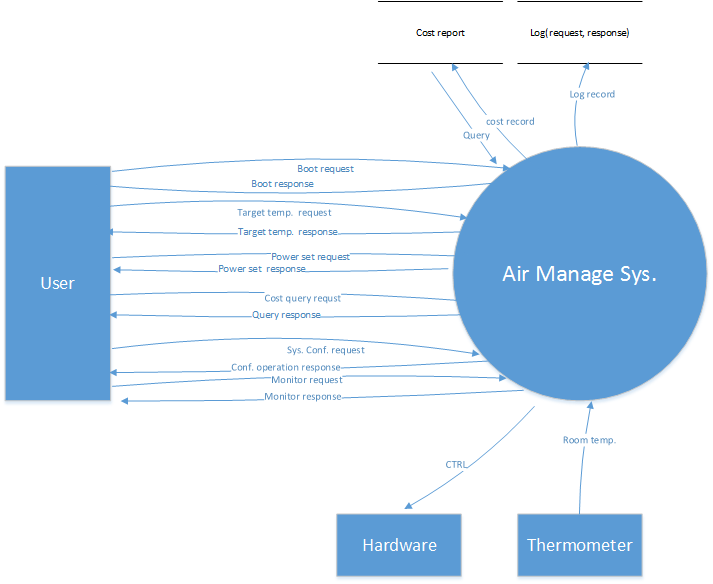 Cost report
Log(request, response)
Log record
cost record
Query
Boot request
Boot response
Target temp. request
Target temp. response
Power set request
Power set response
Cost query requst
Query response
Sys. Conf. request
Conf. operation response
Monitor request
Monitor response
User
Air Manage Sys.
Room temp.
CTRL
Hardware
Thermometer